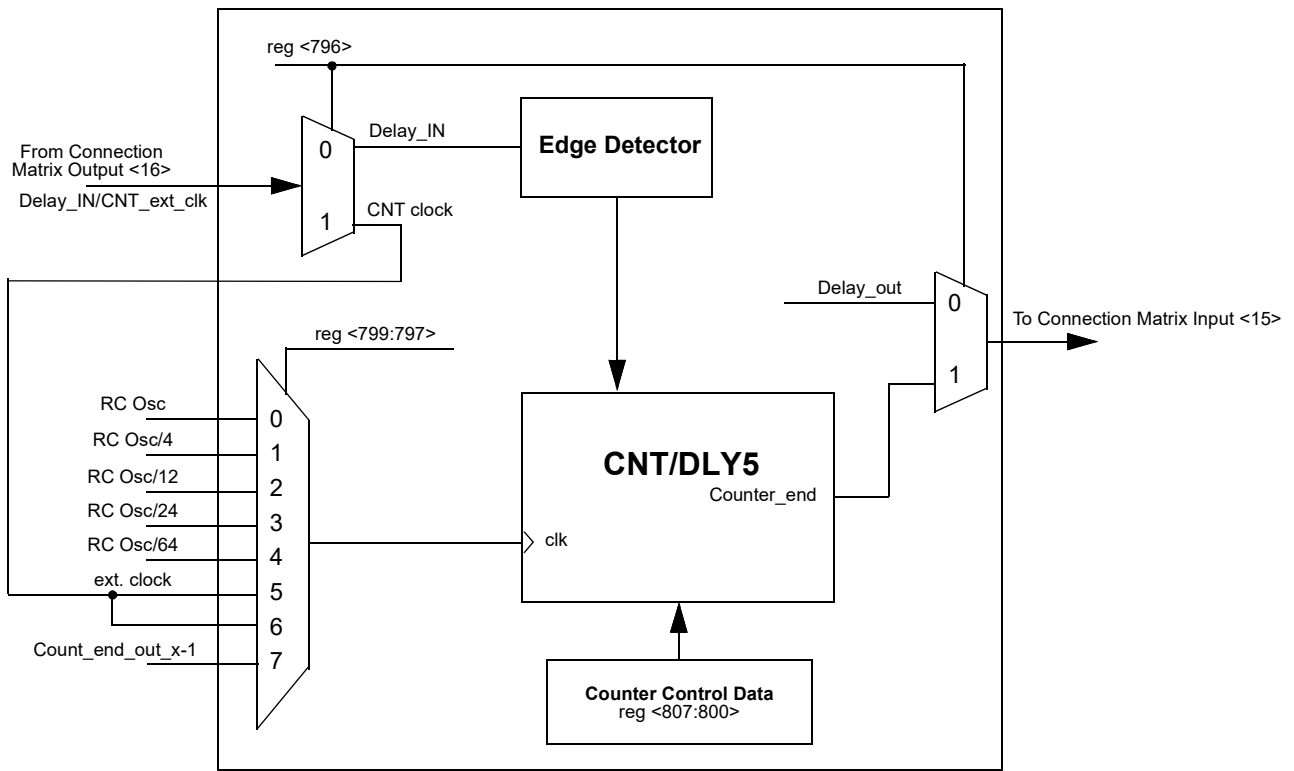 reg <796>
From Connection
Matrix Output <16>
Delay_IN/CNT_ext_clk
0
1
Delay_IN
CNT clock
Edge Detector
Delay_out
0
1
To Connection Matrix Input <15>
reg <799:797>
RC Osc
RC Osc/4
RC Osc/12
RC Osc/24
RC Osc/64
ext. clock
Count_end_out_x-1
0
1
2
3
4
5
6
7
CNT/DLY5
Counter_end
clk
Counter Control Data
reg <807:800>